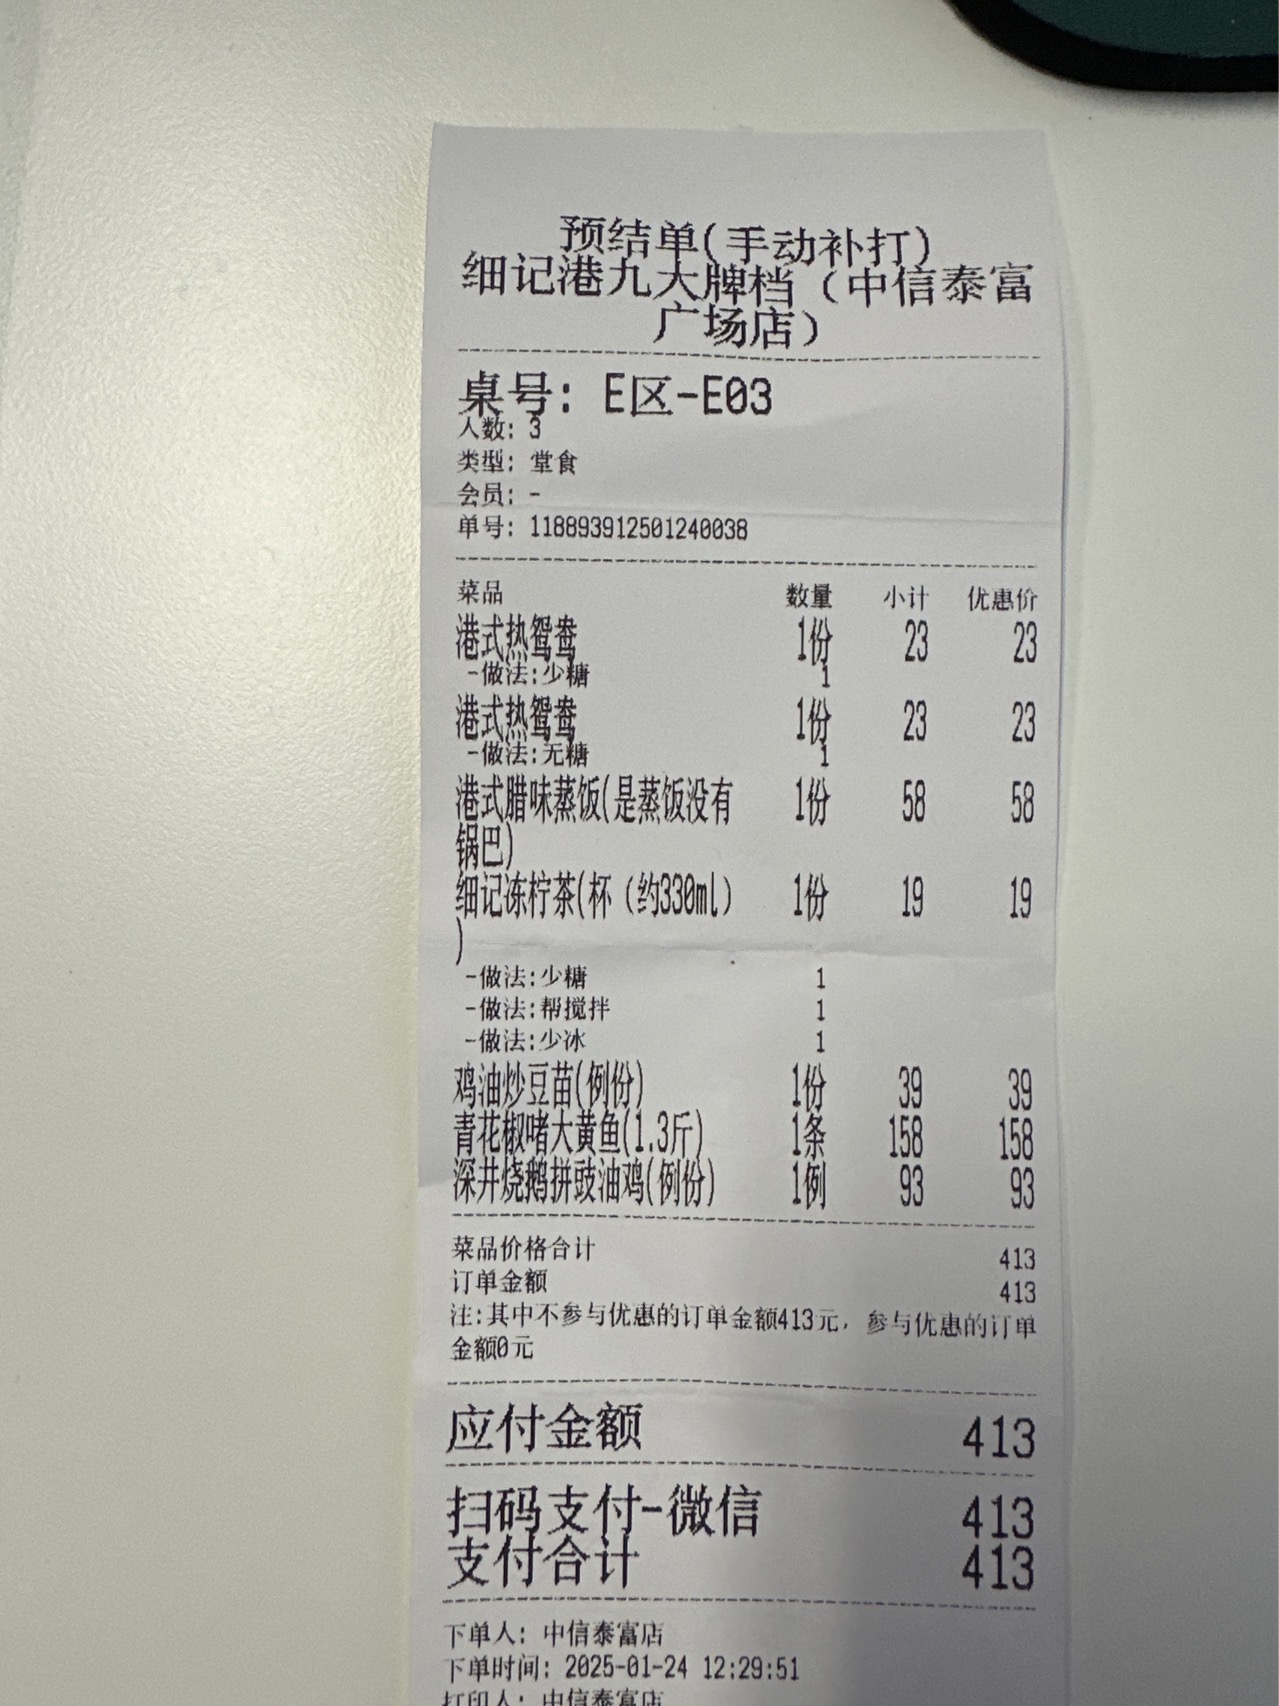 预结单(手动补打)
细记港九大牌档（中信泰富
广场店）
桌号: E区-E03
人数: 3
类型: 堂食
会员: -
单号: 118893912501240038
菜品 数量 小计 优惠价
港式热鸳鸯 1份 23 23
-做法:少糖 1
港式热鸳鸯 1份 23 23
-做法:无糖 1
港式腊味蒸饭(是蒸饭没有 1份 58 58
锅巴)
细记冻柠茶(杯（约330ml） 1份 19 19
)
-做法:少糖 1
-做法:帮搅拌 1
-做法:少冰 1
鸡油炒豆苗(例份) 1份 39 39
青花椒啫大黄鱼(1.3斤) 1条 158 158
深井烧鹅拼豉油鸡(例份) 1例 93 93
菜品价格合计 413
订单金额 413
注:其中不参与优惠的订单金额413元，参与优惠的订单
金额0元
应付金额 413
扫码支付-微信 413
支付合计 413
下单人: 中信泰富店
下单时间: 2025-01-24 12:29:51
打印人: 中信泰富店